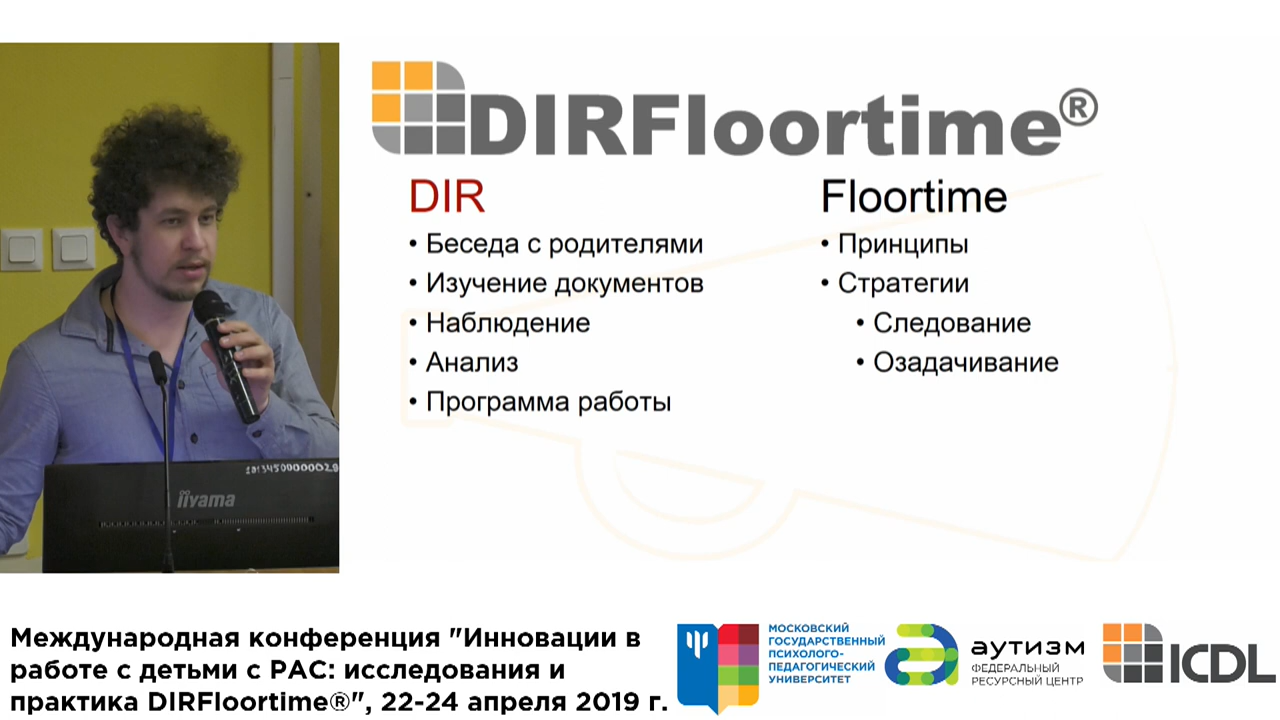 DIRFloortime®
DIR
• Беседа с родителями
• Изучение документов
• Наблюдение
• Анализ
• Программа работы
Floortime
• Принципы
• Стратегии
• Следование
• Озадачивание
iiyama
Международная конференция "Инновации в
работе с детьми с РАС: исследования и
практика DIRFloortime®", 22-24 апреля 2019 г.
МОСКОВСКИЙ
ГОСУДАРСТВЕННЫЙ
ПСИХОЛОГО-
ПЕДАГОГИЧЕСКИЙ
УНИВЕРСИТЕТ
аутизм
ФЕДЕРАЛЬНЫЙ
РЕСУРСНЫЙ ЦЕНТР
ICDL